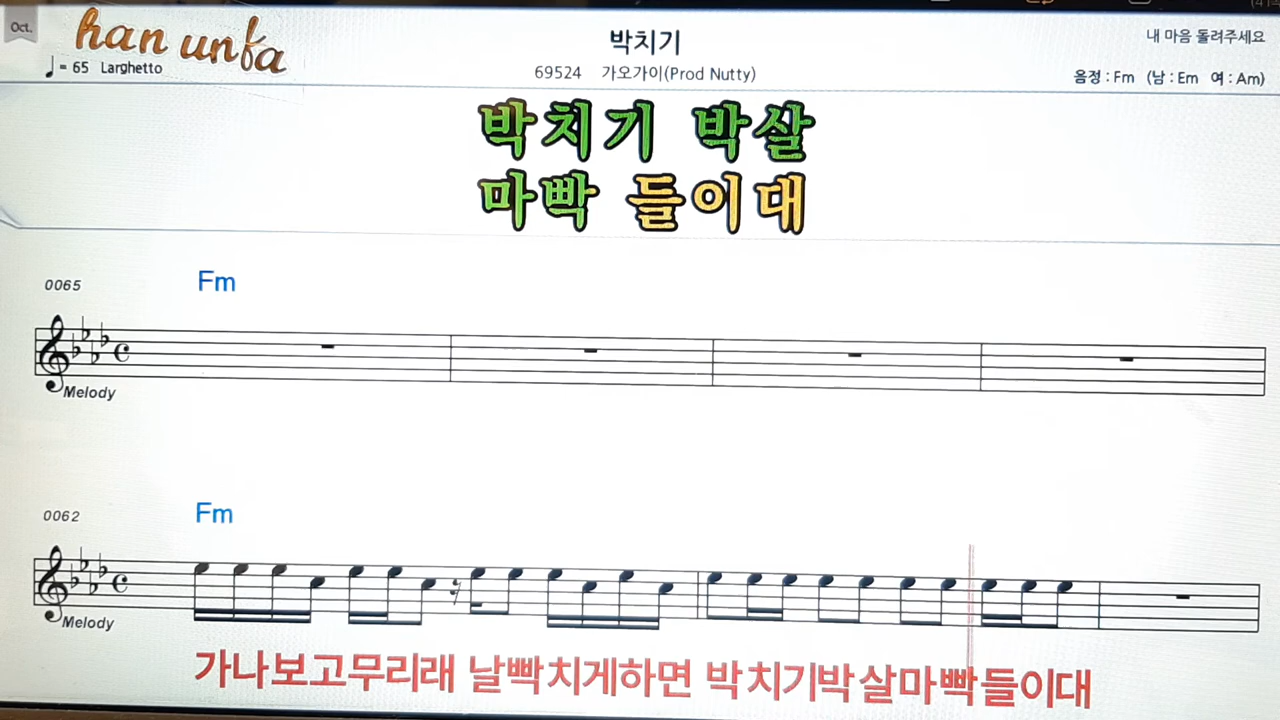 Oct.
han unfa
♩ = 65 Larghetto
박치기
69524 가오가이(Prod Nutty)
내 마음 돌려주세요
음정 : Fm (남 : Em 여 : Am)
박치기 박살
마빡 들이대
0065
Fm
Melody
0062
Fm
Melody
가나보고무리래 날빡치게하면 박치기박살마빡들이대